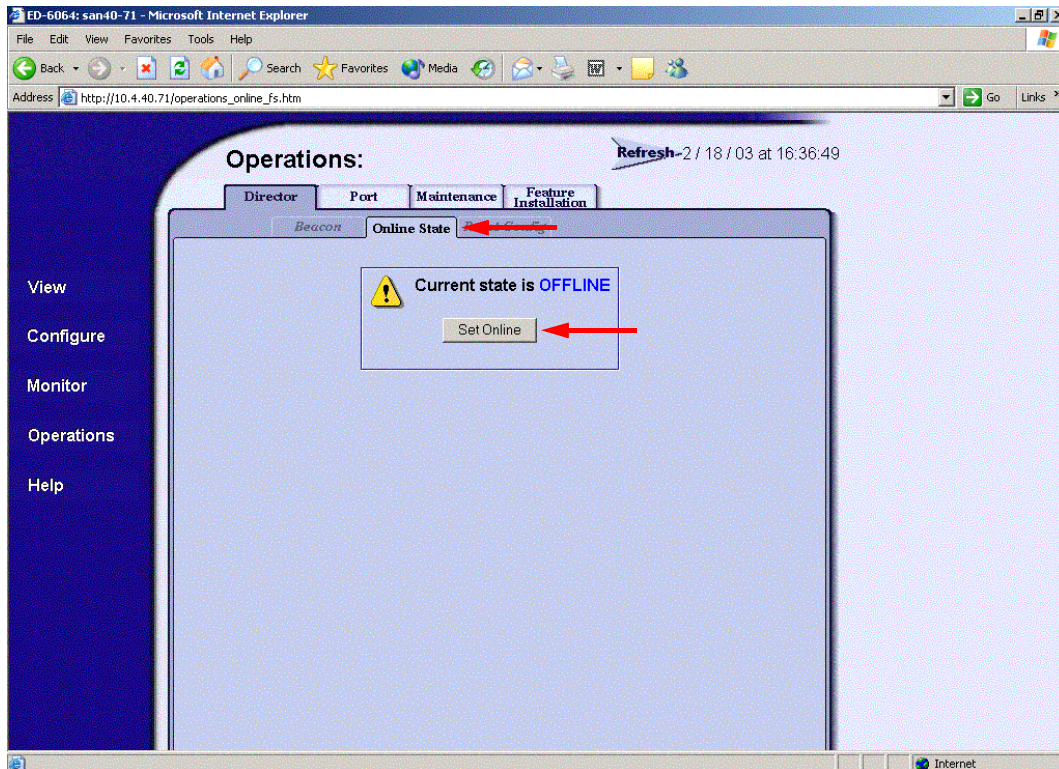 ED-6064: san40-71 - Microsoft Internet Explorer
File Edit View Favorites Tools Help
Back Search Favorites Media
Address http://10.4.40.71/operations_online_fs.htm Go Links »
Operations:
Refresh-2 / 18 / 03 at 16:36:49
Director Port Maintenance Feature Installation
Beacon Online State Config
Current state is OFFLINE
Set Online
View
Configure
Monitor
Operations
Help
Internet